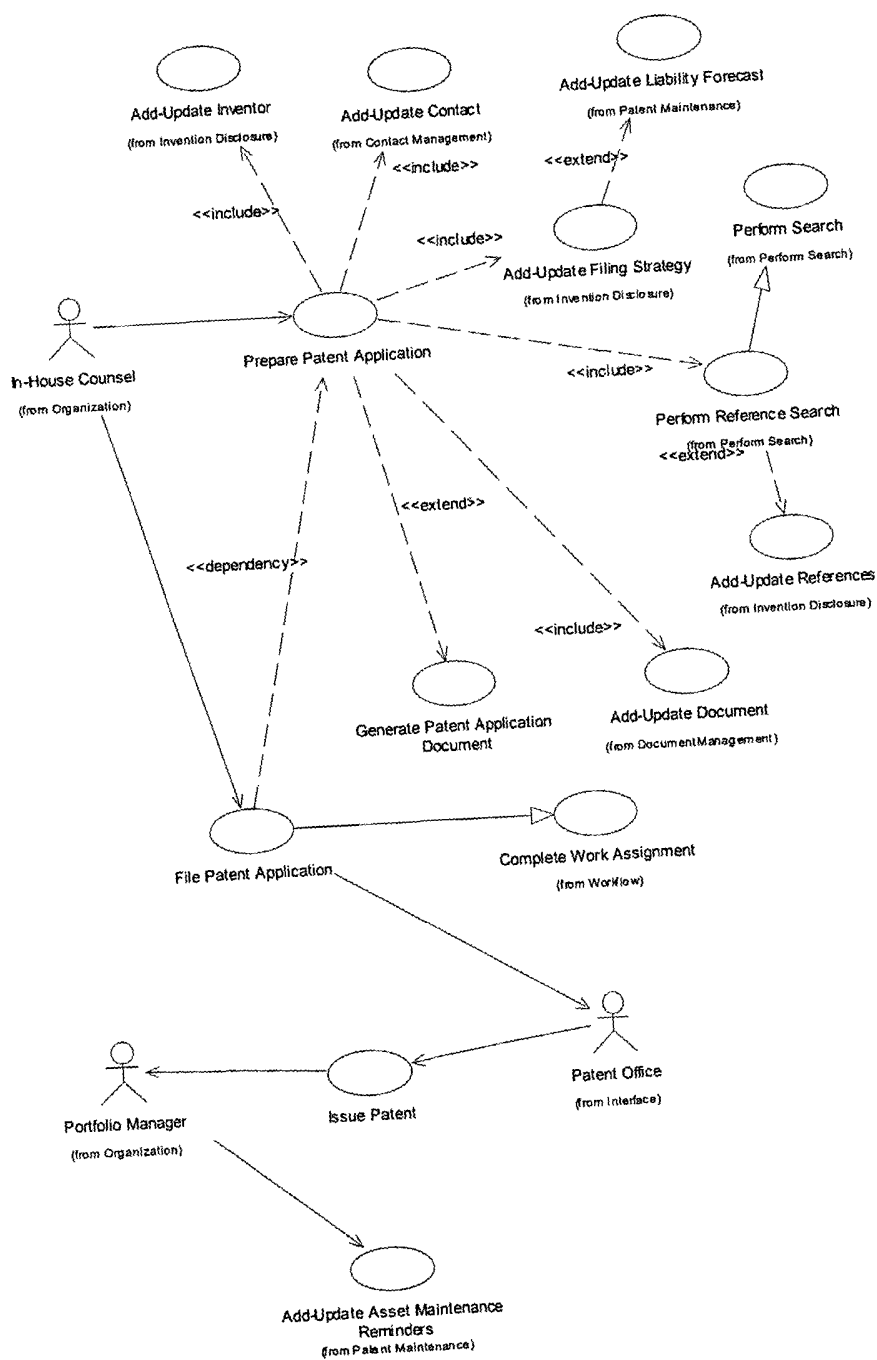 Add-Update Liability Forecast
(from Patent Maintenance)
Add-Update Inventor
(from Invention Disclosure)
Add-Update Contact
(from Contact Management)
<<extend>>
<<include>>
<<include>>
<<include>>
Perform Search
(from Perform Search)
Add-Update Filing Strategy
(from Invention Disclosure)
Prepare Patent Application
In-House Counsel
(from Organization)
<<include>>
Perform Reference Search
(from Perform Search)
<<extend>>
<<extend>>
<<dependency>>
Add-Update References
(from Invention Disclosure)
<<include>>
Generate Patent Application
Document
Add-Update Document
(from DocumentManagement)
File Patent Application
Complete Work Assignment
(from Workflow)
Patent Office
(from Interface)
Portfolio Manager
(from Organization)
Issue Patent
Add-Update Asset Maintenance
Reminders
(from Patent Maintenance)